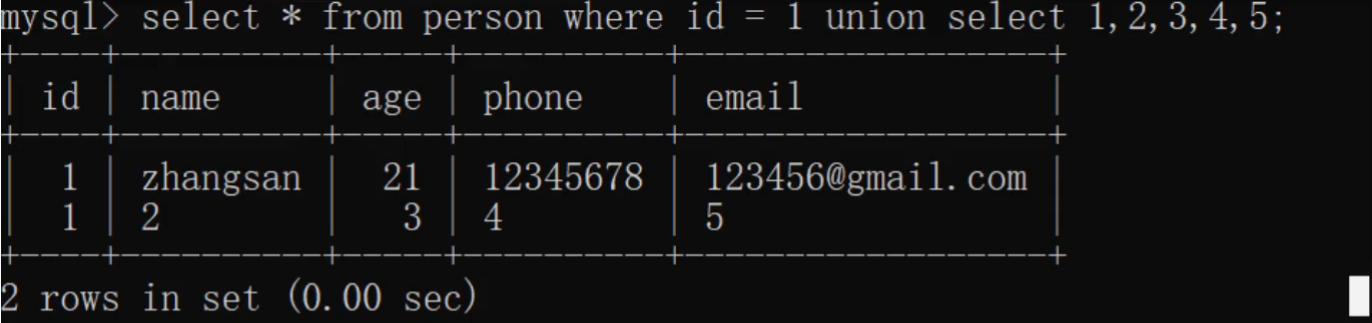 mysql> select * from person where id = 1 union select 1,2,3,4,5;
+----+----------+-----+----------+------------------+
| id | name     | age | phone    | email            |
+----+----------+-----+----------+------------------+
|  1 | zhangsan |  21 | 12345678 | 123456@gmail.com |
|  1 | 2        |   3 | 4        | 5                |
+----+----------+-----+----------+------------------+
2 rows in set (0.00 sec)